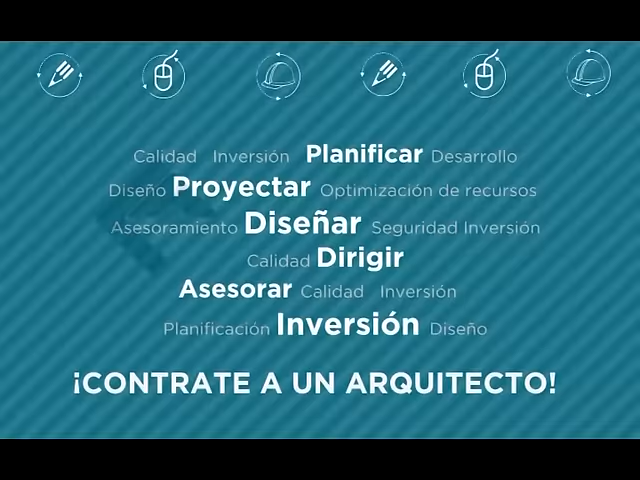 Calidad Inversión Planificar Desarrollo
Diseño Proyectar Optimización de recursos
Asesoramiento Diseñar Seguridad Inversión
Calidad Dirigir
Asesorar Calidad Inversión
Planificación Inversión Diseño
¡CONTRATE A UN ARQUITECTO!